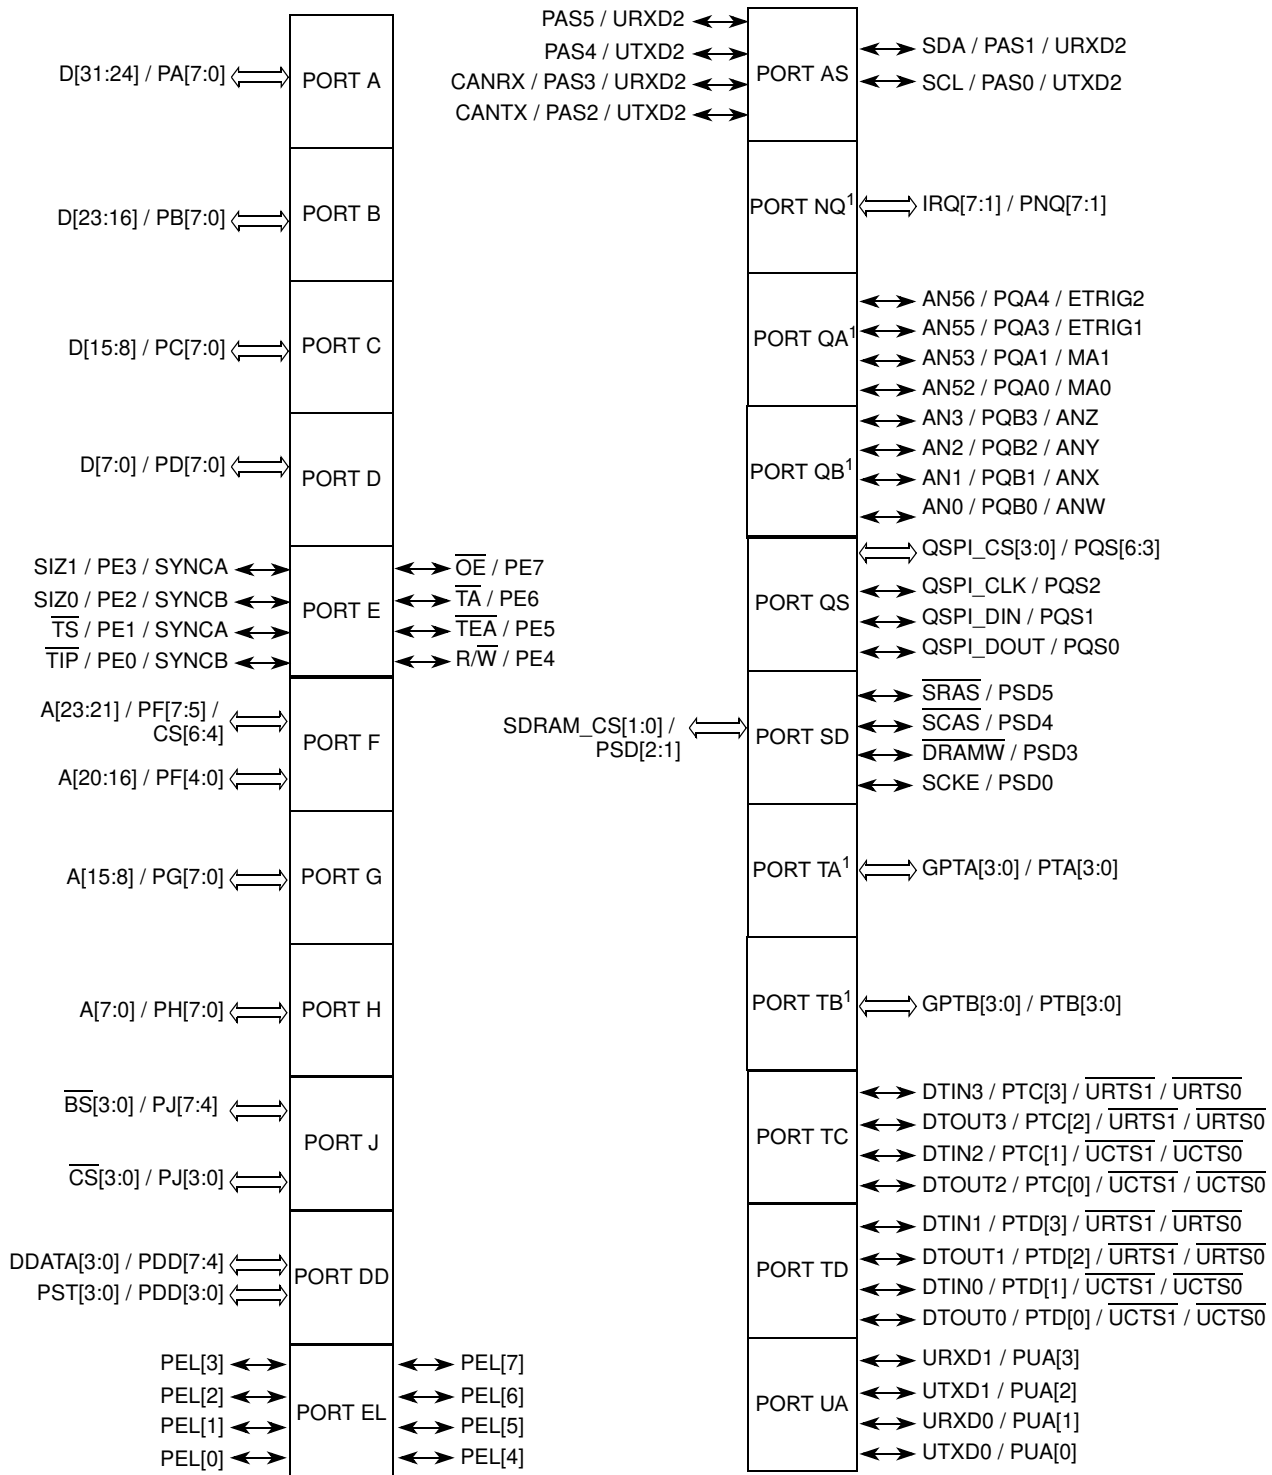 D[31:24] / PA[7:0]
PORT A
D[23:16] / PB[7:0]
PORT B
D[15:8] / PC[7:0]
PORT C
D[7:0] / PD[7:0]
PORT D
SIZ1 / PE3 / SYNCA
SIZ0 / PE2 / SYNCB
TS / PE1 / SYNCA
TIP / PE0 / SYNCB
PORT E
OE / PE7
TA / PE6
TEA / PE5
R/W / PE4
A[23:21] / PF[7:5] /
CS[6:4]
A[20:16] / PF[4:0]
PORT F
A[15:8] / PG[7:0]
PORT G
A[7:0] / PH[7:0]
PORT H
BS[3:0] / PJ[7:4]
CS[3:0] / PJ[3:0]
PORT J
DDATA[3:0] / PDD[7:4]
PST[3:0] / PDD[3:0]
PORT DD
PEL[3]
PEL[2]
PEL[1]
PEL[0]
PORT EL
PEL[7]
PEL[6]
PEL[5]
PEL[4]
PAS5 / URXD2
PAS4 / UTXD2
CANRX / PAS3 / URXD2
CANTX / PAS2 / UTXD2
PORT AS
SDA / PAS1 / URXD2
SCL / PAS0 / UTXD2
PORT NQ1
IRQ[7:1] / PNQ[7:1]
PORT QA1
AN56 / PQA4 / ETRIG2
AN55 / PQA3 / ETRIG1
AN53 / PQA1 / MA1
AN52 / PQA0 / MA0
PORT QB1
AN3 / PQB3 / ANZ
AN2 / PQB2 / ANY
AN1 / PQB1 / ANX
AN0 / PQB0 / ANW
PORT QS
QSPI_CS[3:0] / PQS[6:3]
QSPI_CLK / PQS2
QSPI_DIN / PQS1
QSPI_DOUT / PQS0
SDRAM_CS[1:0] /
PSD[2:1]
PORT SD
SRAS / PSD5
SCAS / PSD4
DRAMW / PSD3
SCKE / PSD0
PORT TA1
GPTA[3:0] / PTA[3:0]
PORT TB1
GPTB[3:0] / PTB[3:0]
PORT TC
DTIN3 / PTC[3] / URTS1 / URTS0
DTOUT3 / PTC[2] / URTS1 / URTS0
DTIN2 / PTC[1] / UCTS1 / UCTS0
DTOUT2 / PTC[0] / UCTS1 / UCTS0
PORT TD
DTIN1 / PTD[3] / URTS1 / URTS0
DTOUT1 / PTD[2] / URTS1 / URTS0
DTIN0 / PTD[1] / UCTS1 / UCTS0
DTOUT0 / PTD[0] / UCTS1 / UCTS0
PORT UA
URXD1 / PUA[3]
UTXD1 / PUA[2]
URXD0 / PUA[1]
UTXD0 / PUA[0]